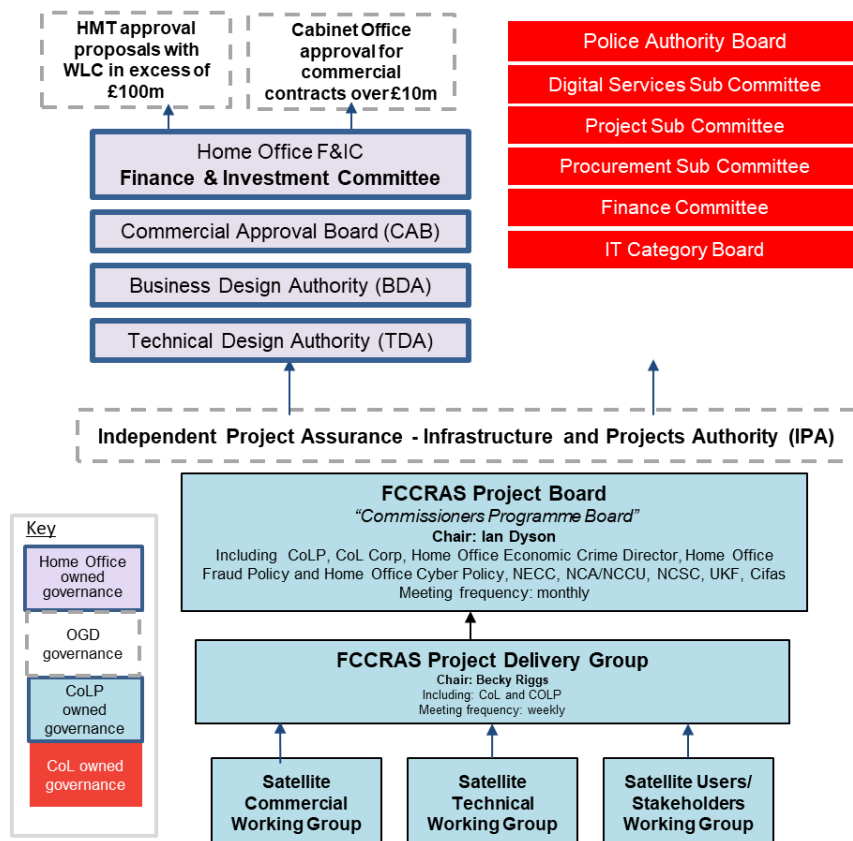 HMT approval
proposals with
WLC in excess of
£100m
Cabinet Office
approval for
commercial
contracts over £10m
Home Office F&IC
Finance & Investment Committee
Commercial Approval Board (CAB)
Business Design Authority (BDA)
Technical Design Authority (TDA)
Police Authority Board
Digital Services Sub Committee
Project Sub Committee
Procurement Sub Committee
Finance Committee
IT Category Board
Independent Project Assurance - Infrastructure and Projects Authority (IPA)
FCCRAS Project Board
“Commissioners Programme Board”
Chair: Ian Dyson
Including CoLP, CoL Corp, Home Office Economic Crime Director, Home Office
Fraud Policy and Home Office Cyber Policy, NECC, NCA/NCCU, NCSC, UKF, Cifas
Meeting frequency: monthly
FCCRAS Project Delivery Group
Chair: Becky Riggs
Including: CoL and COLP
Meeting frequency: weekly
Satellite
Commercial
Working Group
Satellite
Technical
Working Group
Satellite Users/
Stakeholders
Working Group
Key
Home Office
owned
governance
OGD
governance
CoLP
owned
governance
CoL owned
governance